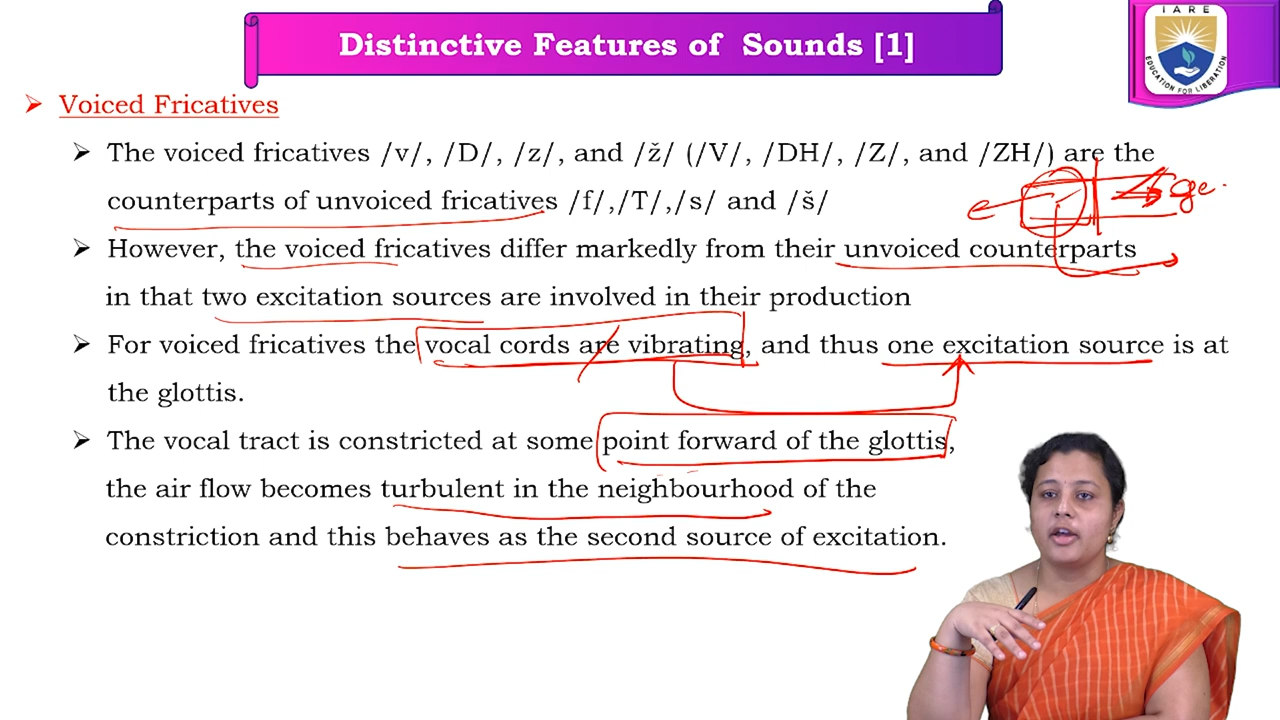 Distinctive Features of Sounds [1]
IARE
EDUCATION FOR LIBERATION
➢ Voiced Fricatives
➢ The voiced fricatives /v/, /D/, /z/, and /ž/ (/V/, /DH/, /Z/, and /ZH/) are the
counterparts of unvoiced fricatives /f/,/T/,/s/ and /š/
➢ However, the voiced fricatives differ markedly from their unvoiced counterparts
in that two excitation sources are involved in their production
➢ For voiced fricatives the vocal cords are vibrating, and thus one excitation source is at
the glottis.
➢ The vocal tract is constricted at some point forward of the glottis,
the air flow becomes turbulent in the neighbourhood of the
constriction and this behaves as the second source of excitation.